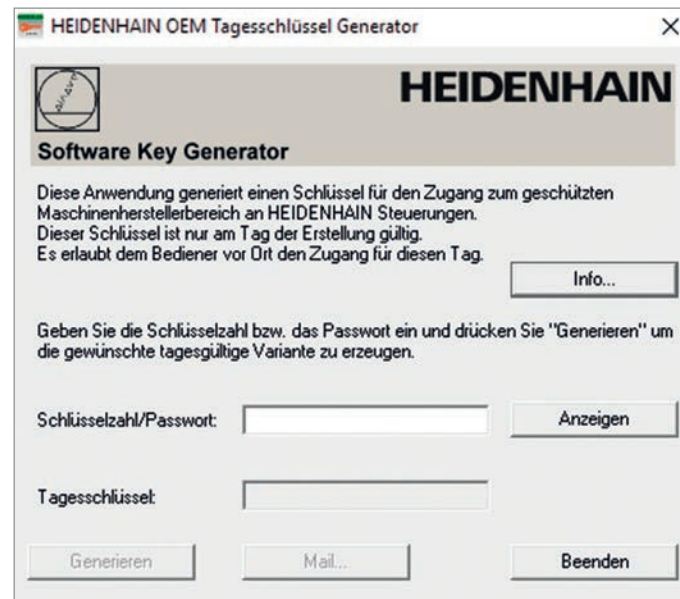 HEIDENHAIN OEM Tagesschlüssel Generator
HEIDENHAIN
Software Key Generator
Diese Anwendung generiert einen Schlüssel für den Zugang zum geschützten
Maschinenherstellerbereich an HEIDENHAIN Steuerungen.
Dieser Schlüssel ist nur am Tag der Erstellung gültig.
Es erlaubt dem Bediener vor Ort den Zugang für diesen Tag.
Info...
Geben Sie die Schlüsselzahl bzw. das Passwort ein und drücken Sie "Generieren" um
die gewünschte tagesgültige Variante zu erzeugen.
Schlüsselzahl/Passwort:
Anzeigen
Tagesschlüssel:
Generieren
Mail...
Beenden